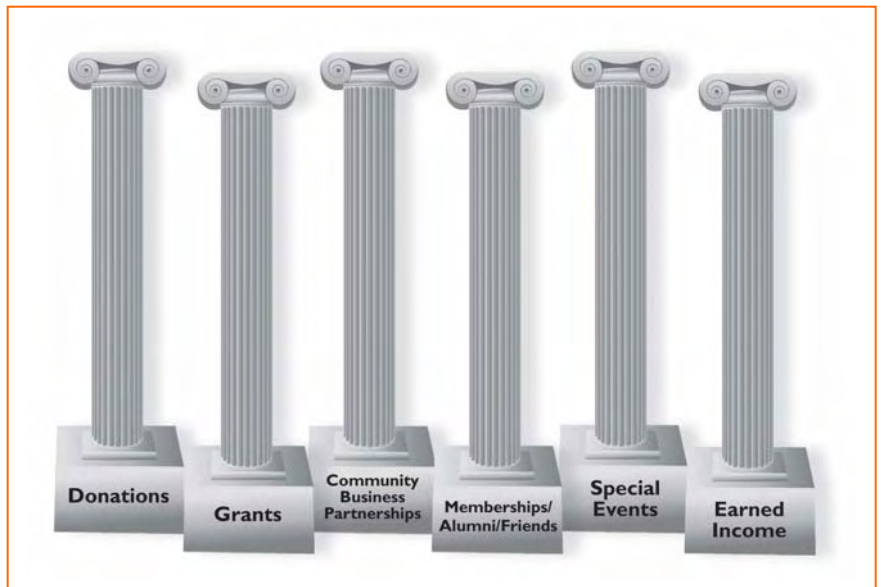 Donations
Grants
Community
Business
Partnerships
Memberships/
Alumni/Friends
Special
Events
Earned
Income